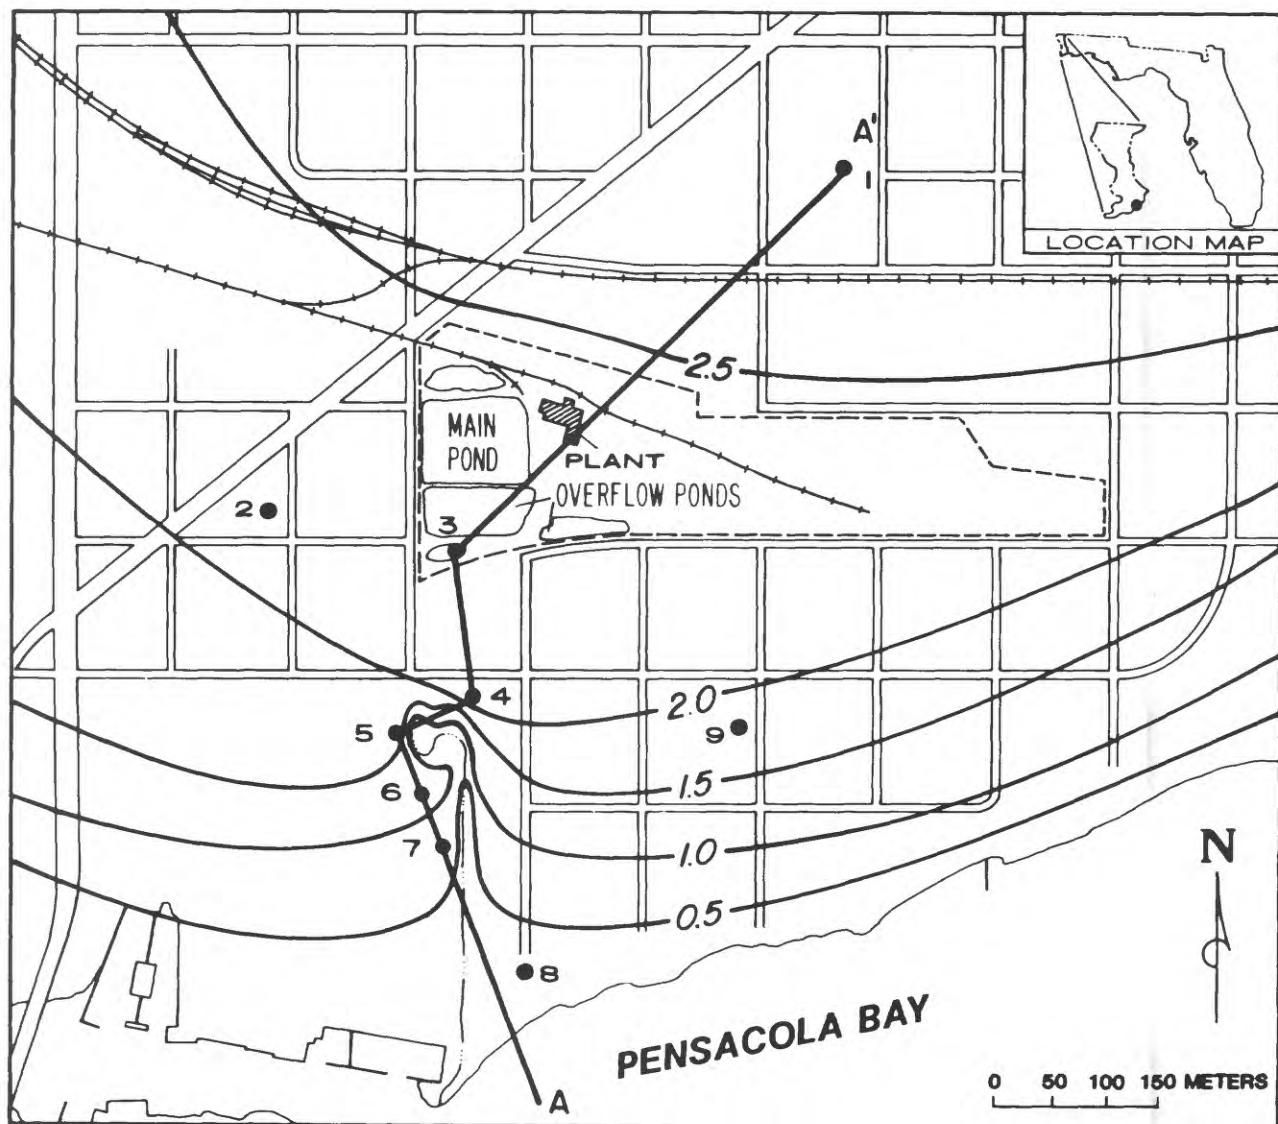 A'
1
LOCATION MAP
2.5
MAIN
POND
PLANT
OVERFLOW PONDS
2
3
4
2.0
5
9
1.5
6
7
1.0
N
0.5
8
PENSACOLA BAY
0 50 100 150 METERS
A